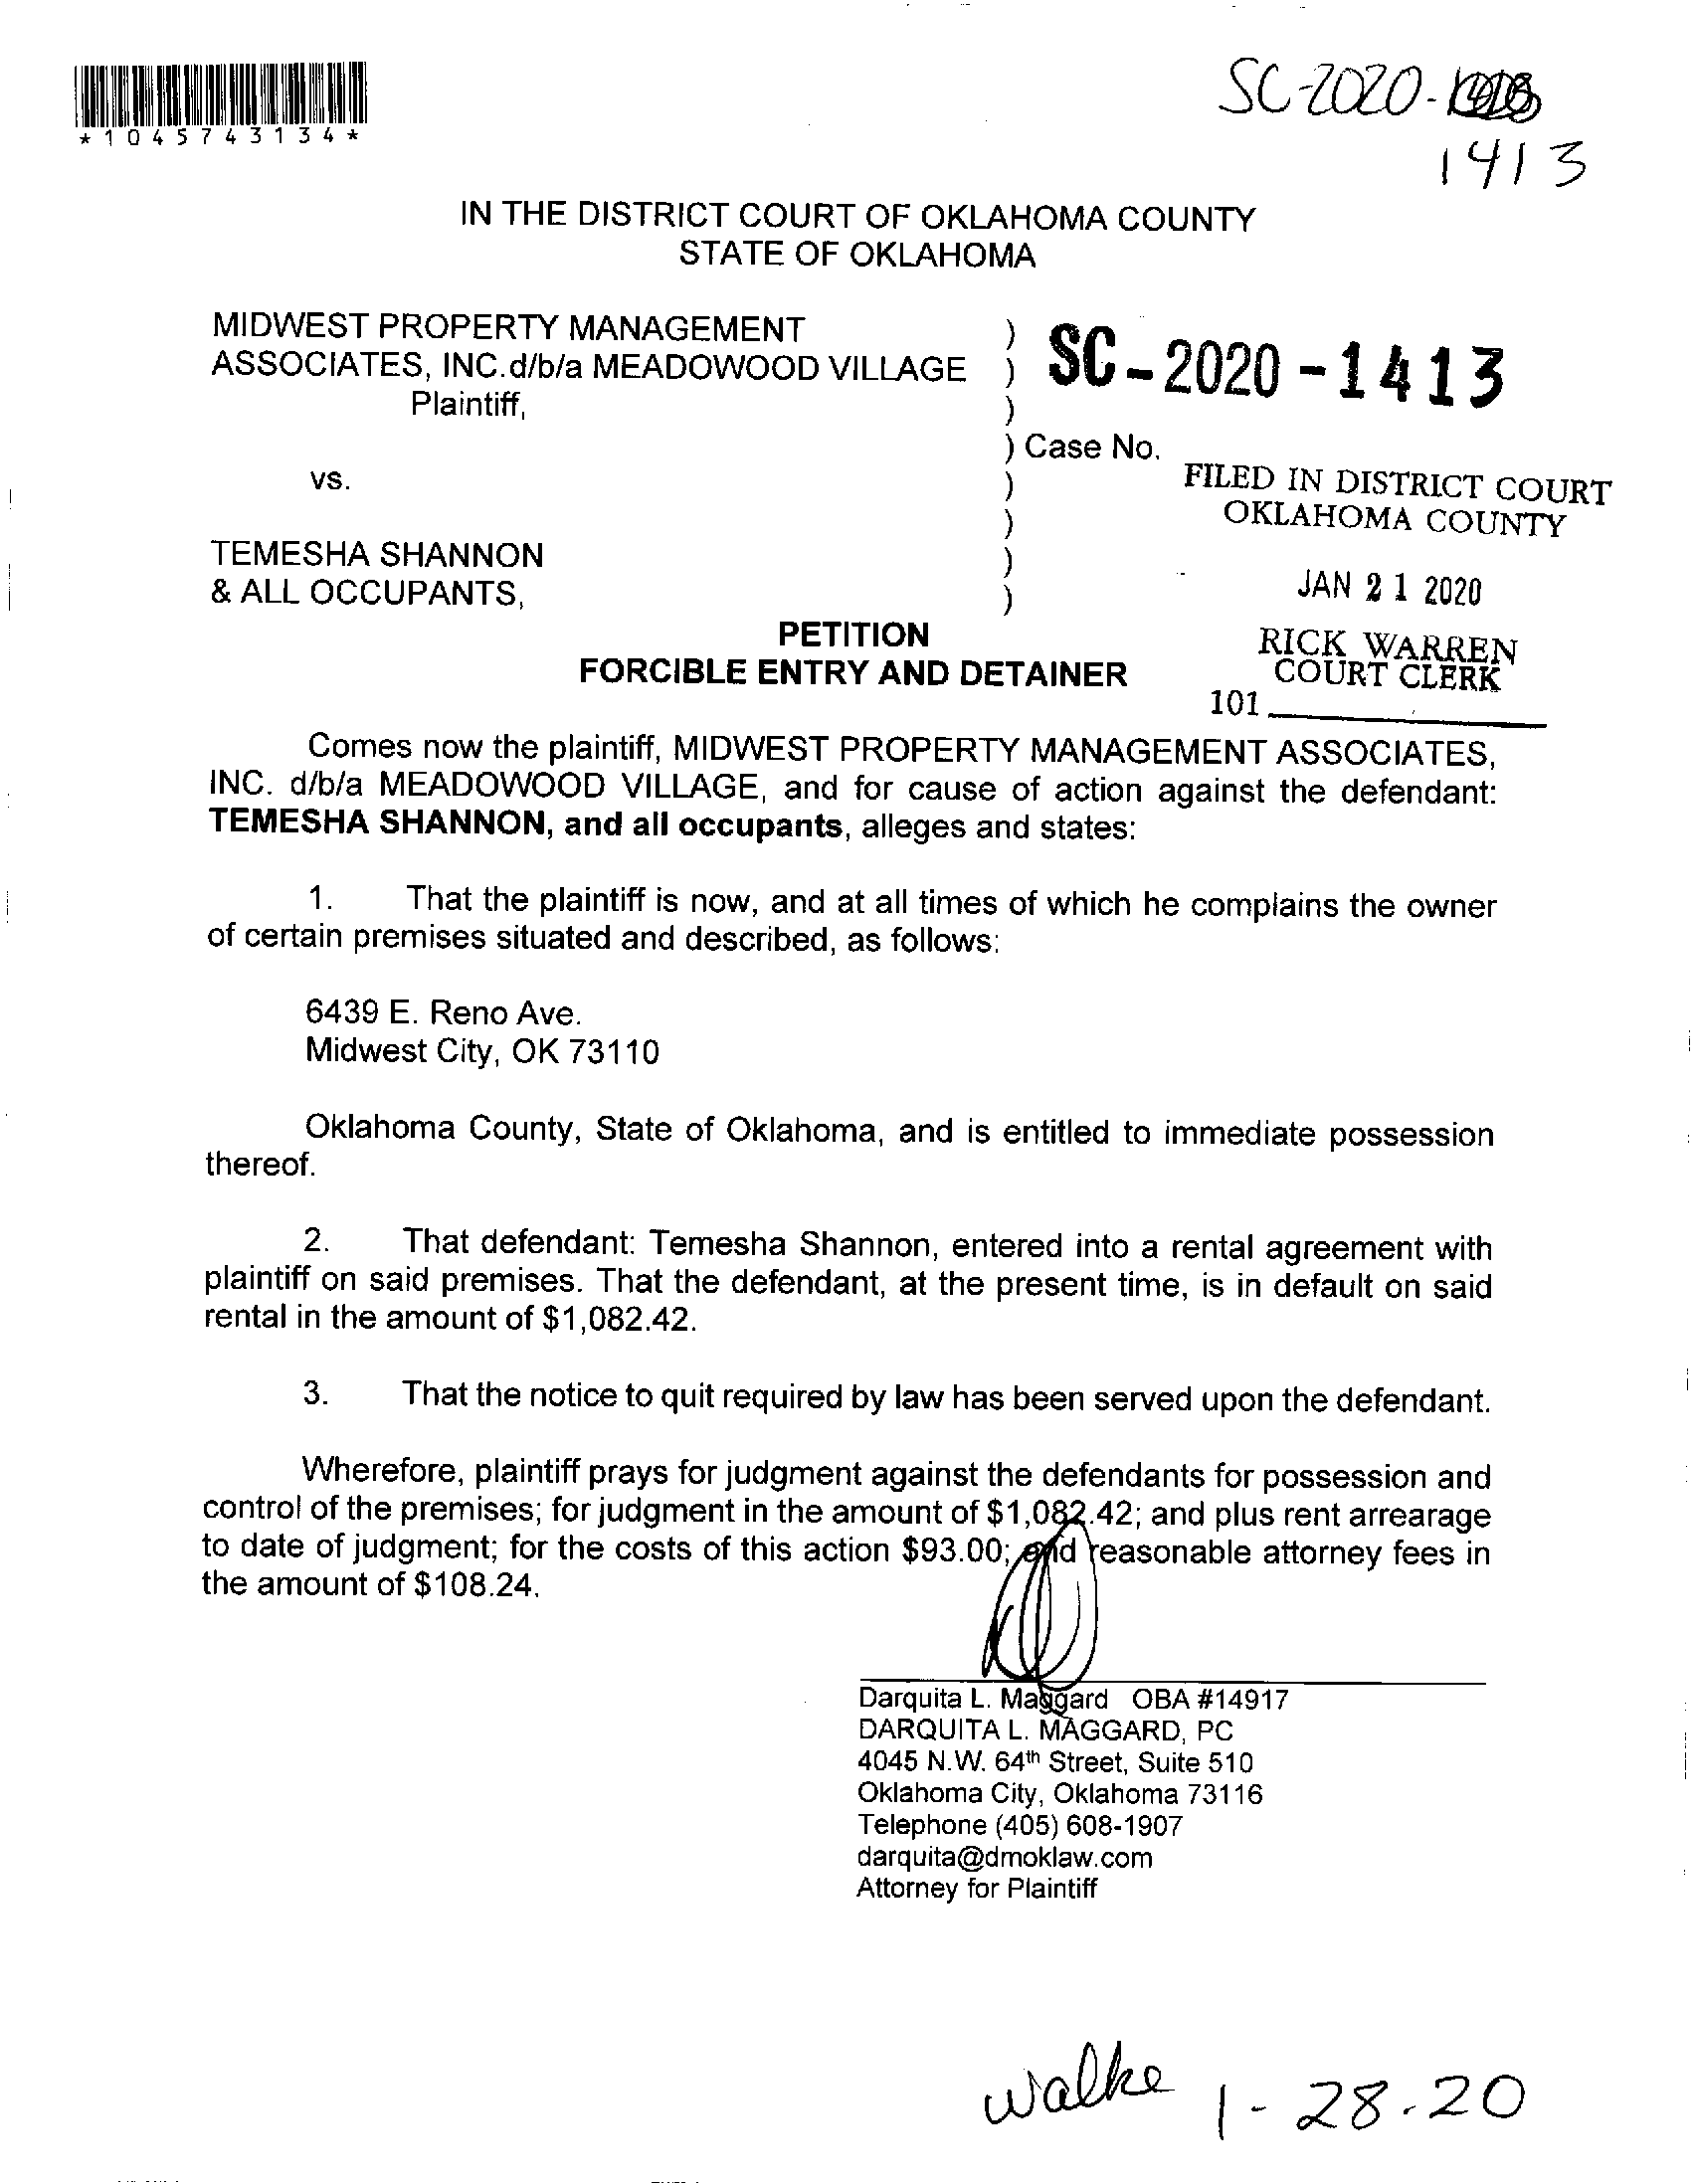 *1045743134*
SC-2020-
1413
IN THE DISTRICT COURT OF OKLAHOMA COUNTY
STATE OF OKLAHOMA
MIDWEST PROPERTY MANAGEMENT )
ASSOCIATES, INC.d/b/a MEADOWOOD VILLAGE ) SC-2020-1413
Plaintiff, )
) Case No.
vs. )
FILED IN DISTRICT COURT
OKLAHOMA COUNTY
)
TEMESHA SHANNON )
& ALL OCCUPANTS, )
JAN 21 2020
PETITION
FORCIBLE ENTRY AND DETAINER
RICK WARREN
COURT CLERK
101
Comes now the plaintiff, MIDWEST PROPERTY MANAGEMENT ASSOCIATES,
INC. d/b/a MEADOWOOD VILLAGE, and for cause of action against the defendant:
TEMESHA SHANNON, and all occupants, alleges and states:
1. That the plaintiff is now, and at all times of which he complains the owner
of certain premises situated and described, as follows:
6439 E. Reno Ave.
Midwest City, OK 73110
Oklahoma County, State of Oklahoma, and is entitled to immediate possession
thereof.
2. That defendant: Temesha Shannon, entered into a rental agreement with
plaintiff on said premises. That the defendant, at the present time, is in default on said
rental in the amount of $1,082.42.
3. That the notice to quit required by law has been served upon the defendant.
Wherefore, plaintiff prays for judgment against the defendants for possession and
control of the premises; for judgment in the amount of $1,082.42; and plus rent arrearage
to date of judgment; for the costs of this action $93.00; and reasonable attorney fees in
the amount of $108.24.
Darquita L. Maggard OBA #14917
DARQUITA L. MAGGARD, PC
4045 N.W. 64th Street, Suite 510
Oklahoma City, Oklahoma 73116
Telephone (405) 608-1907
darquita@dmoklaw.com
Attorney for Plaintiff
walke 1-28-20